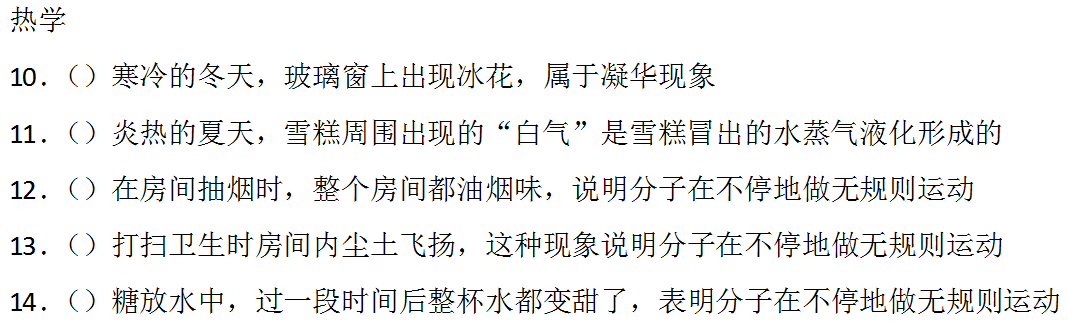 热学
10.（）寒冷的冬天，玻璃窗上出现冰花，属于凝华现象
11.（）炎热的夏天，雪糕周围出现的“白气”是雪糕冒出的水蒸气液化形成的
12.（）在房间抽烟时，整个房间都油烟味，说明分子在不停地做无规则运动
13.（）打扫卫生时房间内尘土飞扬，这种现象说明分子在不停地做无规则运动
14.（）糖放水中，过一段时间后整杯水都变甜了，表明分子在不停地做无规则运动